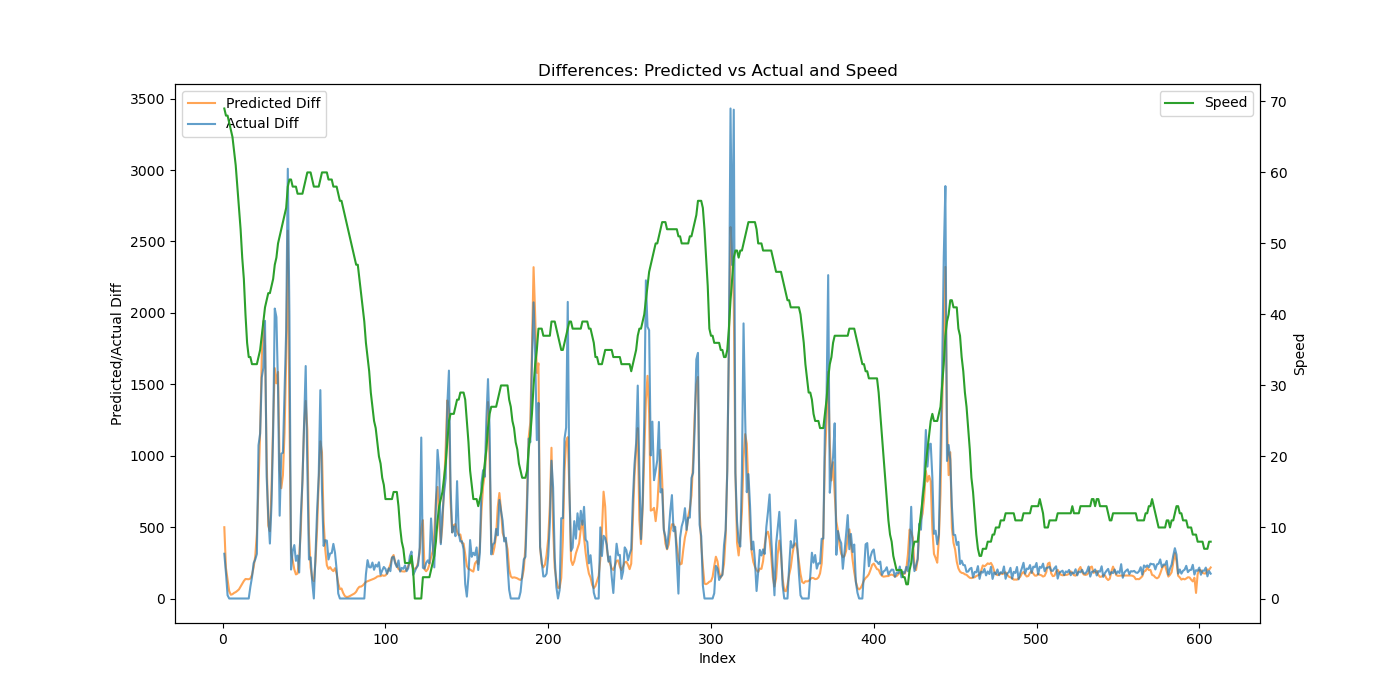 Differences: Predicted vs Actual and Speed
Predicted Diff
Actual Diff
Speed
3500
3000
2500
2000
1500
1000
500
0
Predicted/Actual Diff
70
60
50
40
30
20
10
0
Speed
0 100 200 300 400 500 600
Index